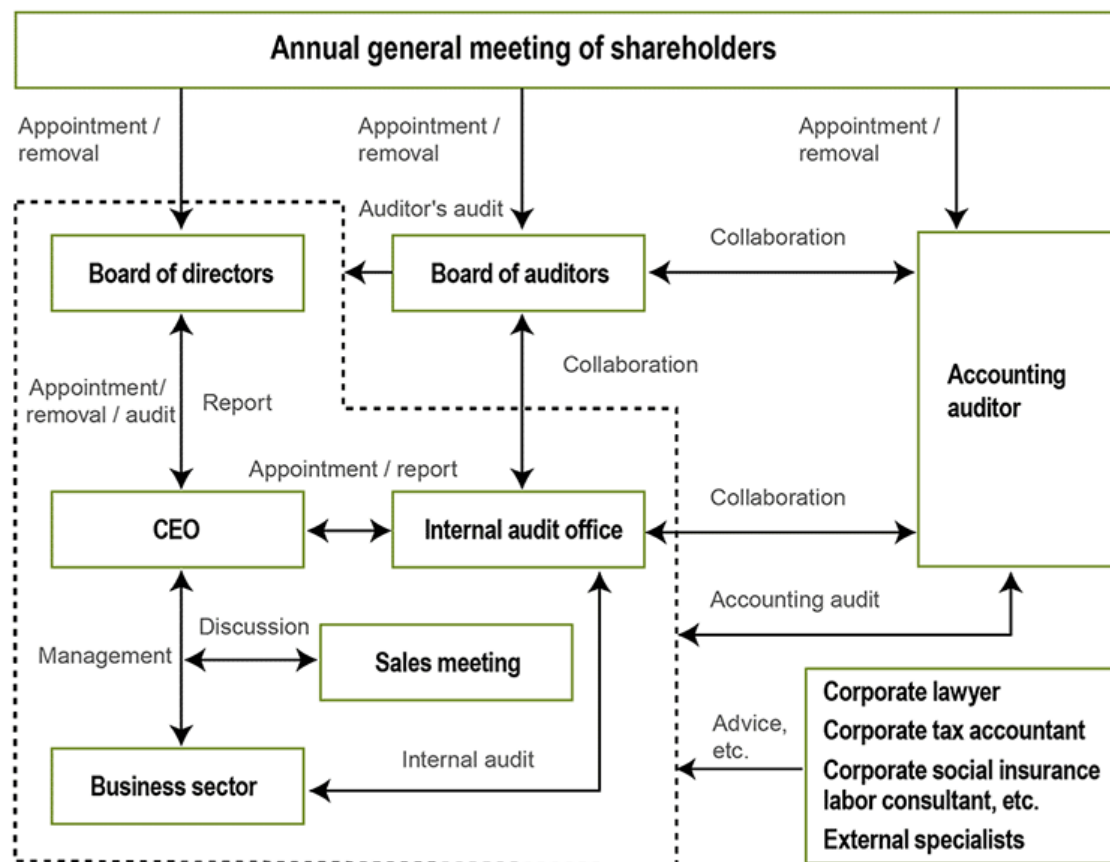 Annual general meeting of shareholders
Appointment /
removal
Appointment /
removal
Appointment /
removal
Auditor's audit
Board of directors
Board of auditors
Collaboration
Accounting
auditor
Collaboration
Appointment/
removal / audit
Report
Appointment / report
CEO
Internal audit office
Collaboration
Accounting audit
Discussion
Management
Sales meeting
Internal audit
Business sector
Advice,
etc.
Corporate lawyer
Corporate tax accountant
Corporate social insurance
labor consultant, etc.
External specialists